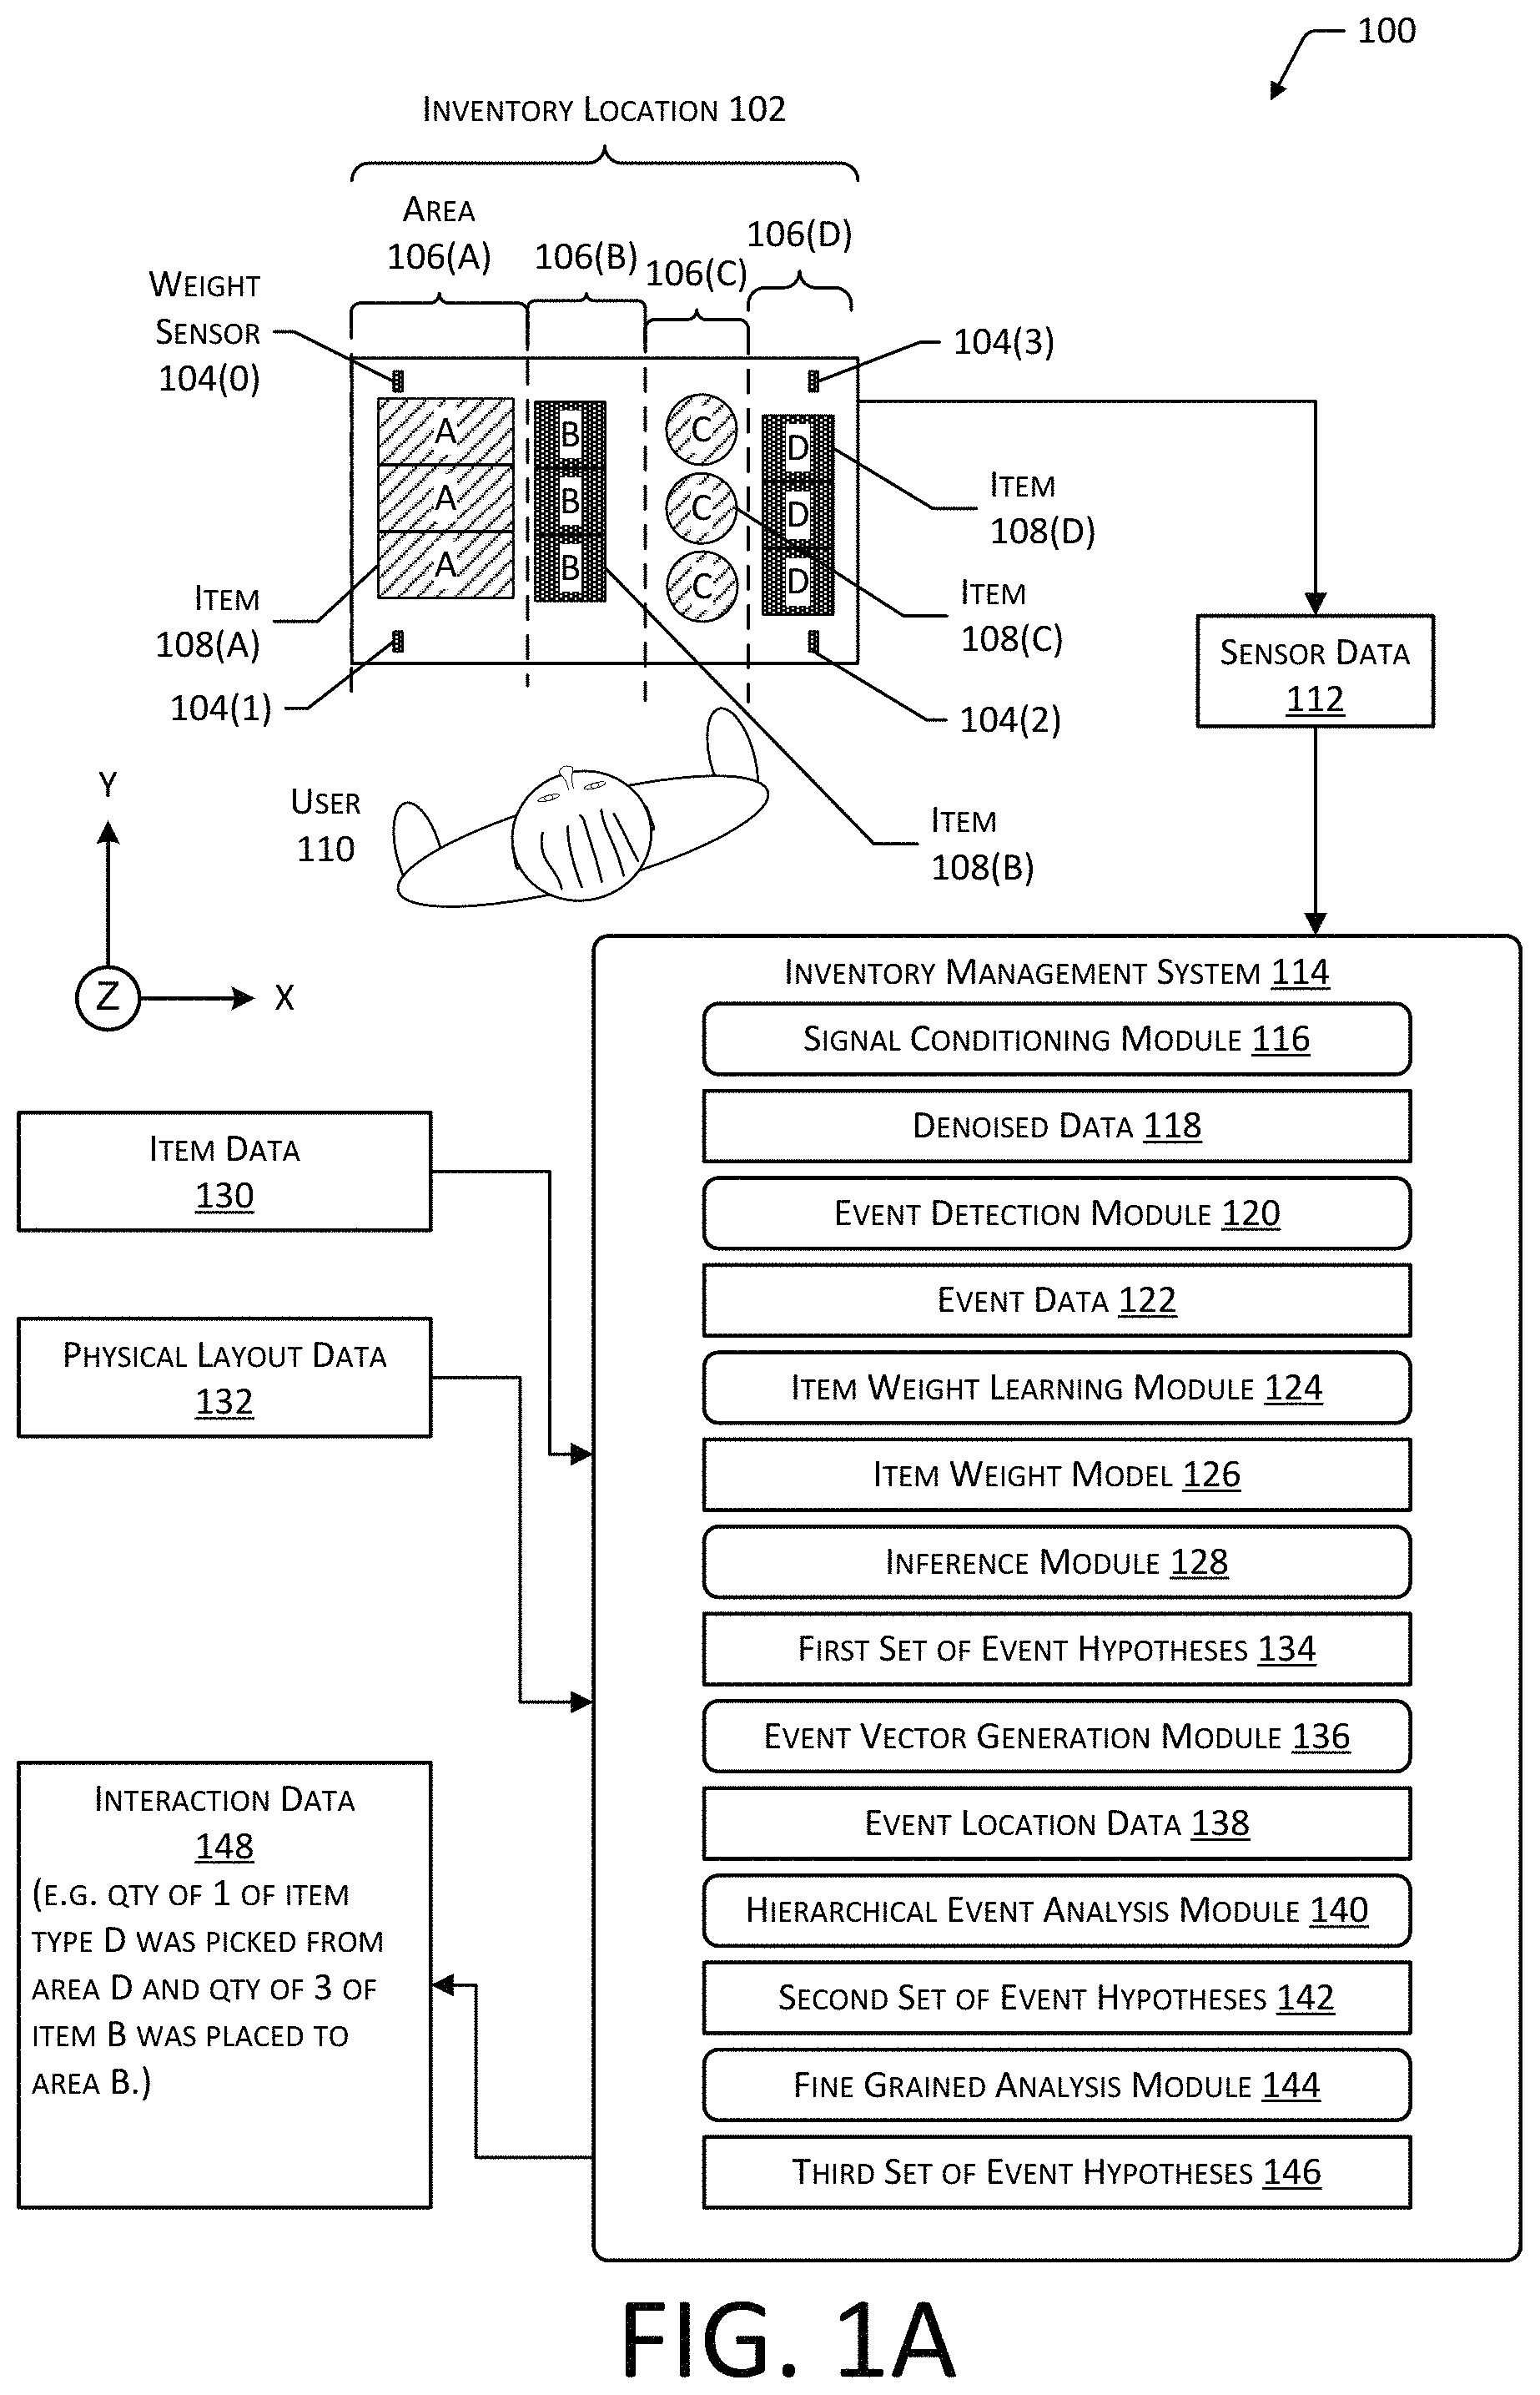 100
Inventory Location 102
Area
106(A)
106(B)
106(C)
106(D)
Weight
Sensor
104(0)
104(3)
A
A
A
B
B
B
C
C
C
D
D
D
Item
108(D)
Item
108(A)
Item
108(C)
104(1)
104(2)
Sensor Data
112
User
110
Item
108(B)
Y
Z
X
Inventory Management System 114
Signal Conditioning Module 116
Denoised Data 118
Event Detection Module 120
Event Data 122
Item Weight Learning Module 124
Item Weight Model 126
Inference Module 128
First Set of Event Hypotheses 134
Event Vector Generation Module 136
Event Location Data 138
Hierarchical Event Analysis Module 140
Second Set of Event Hypotheses 142
Fine Grained Analysis Module 144
Third Set of Event Hypotheses 146
Item Data
130
Physical Layout Data
132
Interaction Data
148
(e.g. qty of 1 of item
type D was picked from
area D and qty of 3 of
item B was placed to
area B.)
FIG. 1A